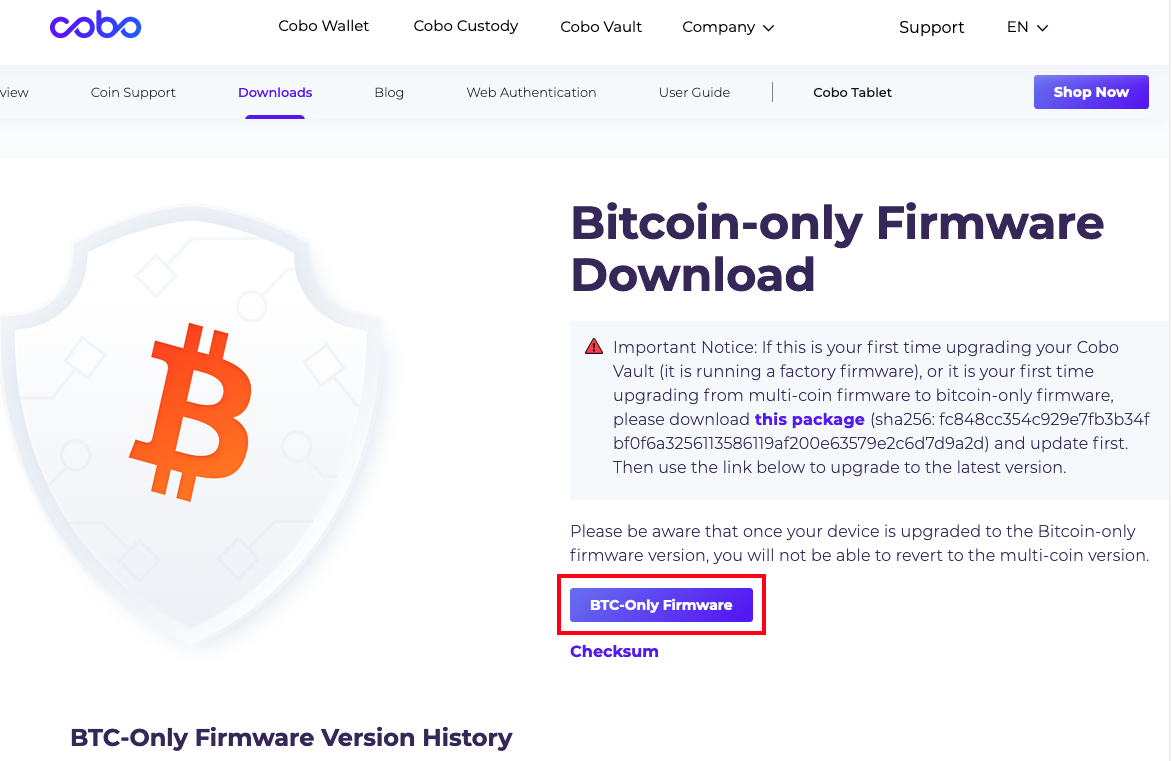 cobo
Cobo Wallet Cobo Custody Cobo Vault Company Support EN
view Coin Support Downloads Blog Web Authentication User Guide Cobo Tablet Shop Now
Bitcoin-only Firmware
Download
Important Notice: If this is your first time upgrading your Cobo
Vault (it is running a factory firmware), or it is your first time
upgrading from multi-coin firmware to bitcoin-only firmware,
please download this package (sha256: fc848cc354c929e7fb3b34f
bf0f6a3256113586119af200e63579e2c6d7d9a2d) and update first.
Then use the link below to upgrade to the latest version.
Please be aware that once your device is upgraded to the Bitcoin-only
firmware version, you will not be able to revert to the multi-coin version.
BTC-Only Firmware
Checksum
BTC-Only Firmware Version History